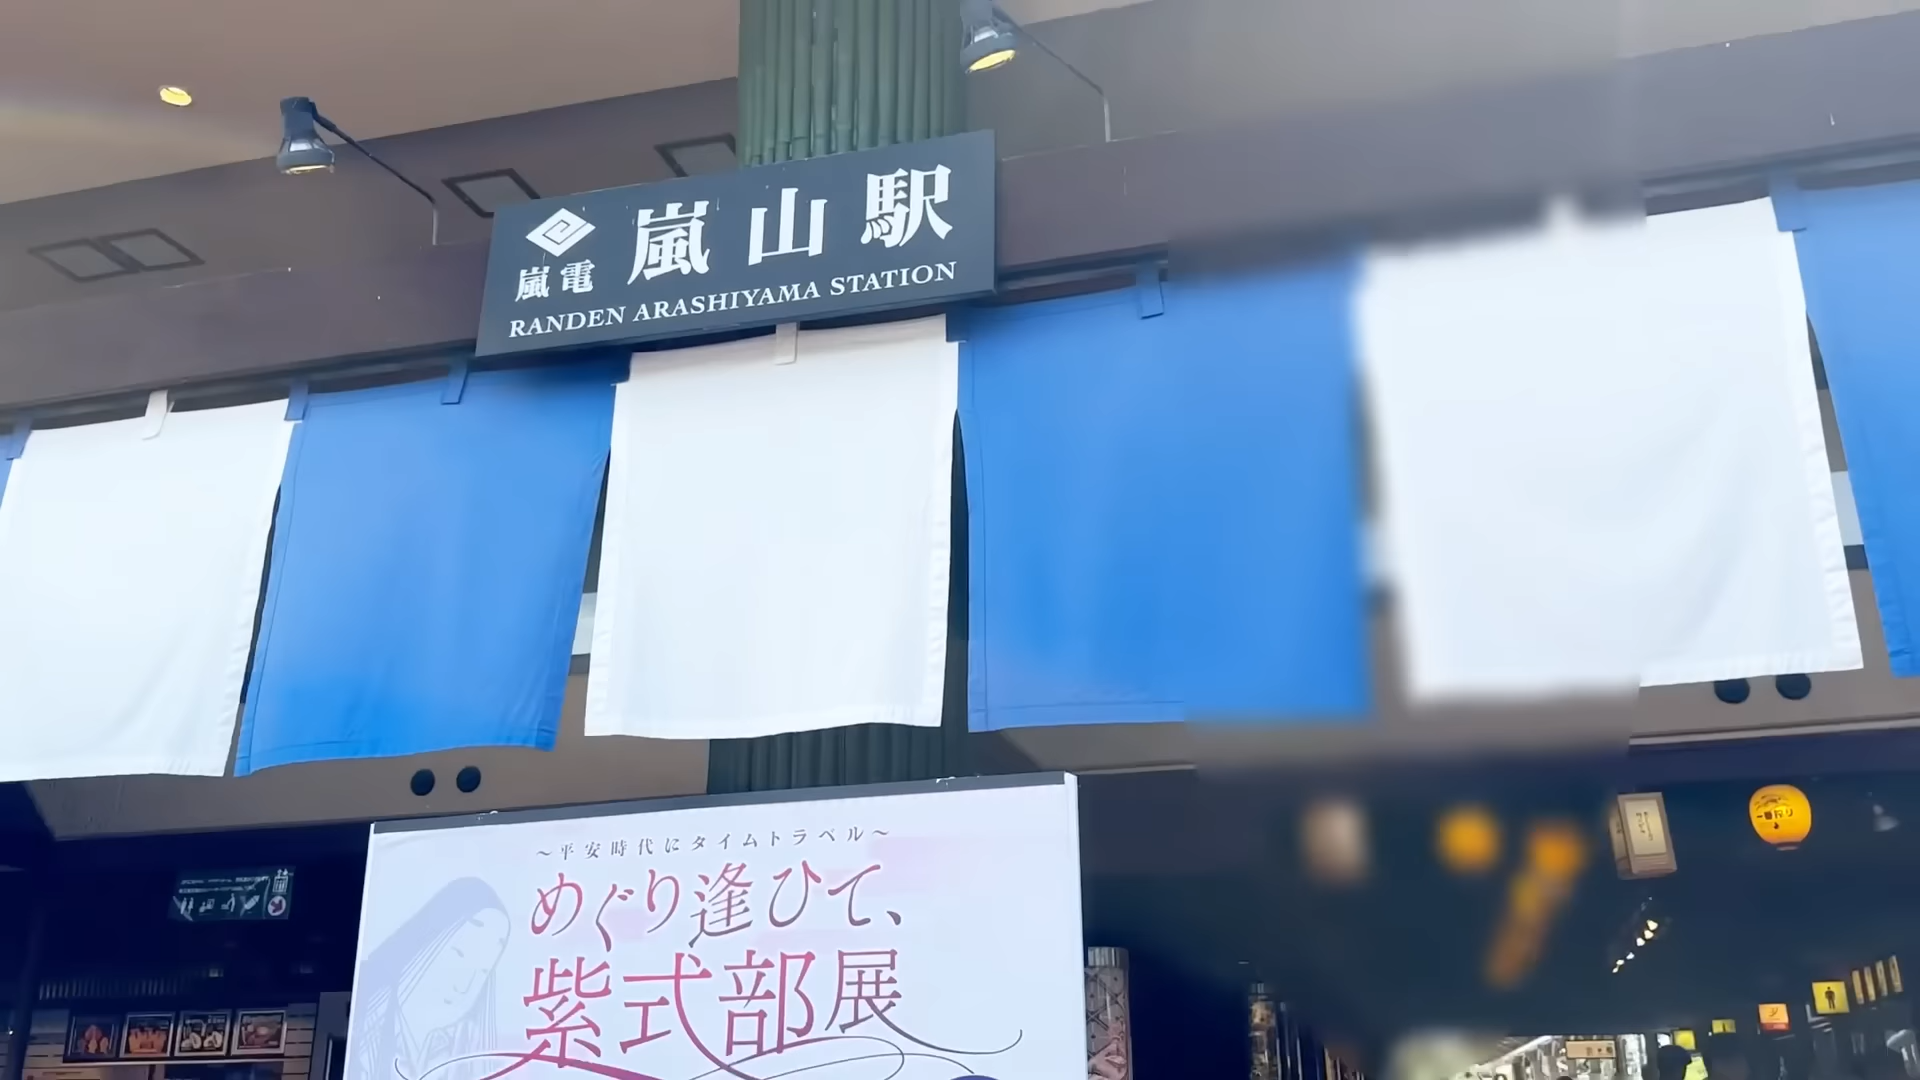 嵐電 嵐山駅
RANDEN ARASHIYAMA STATION
～平安時代にタイムトラベル～
めぐり逢ひて、
紫式部展